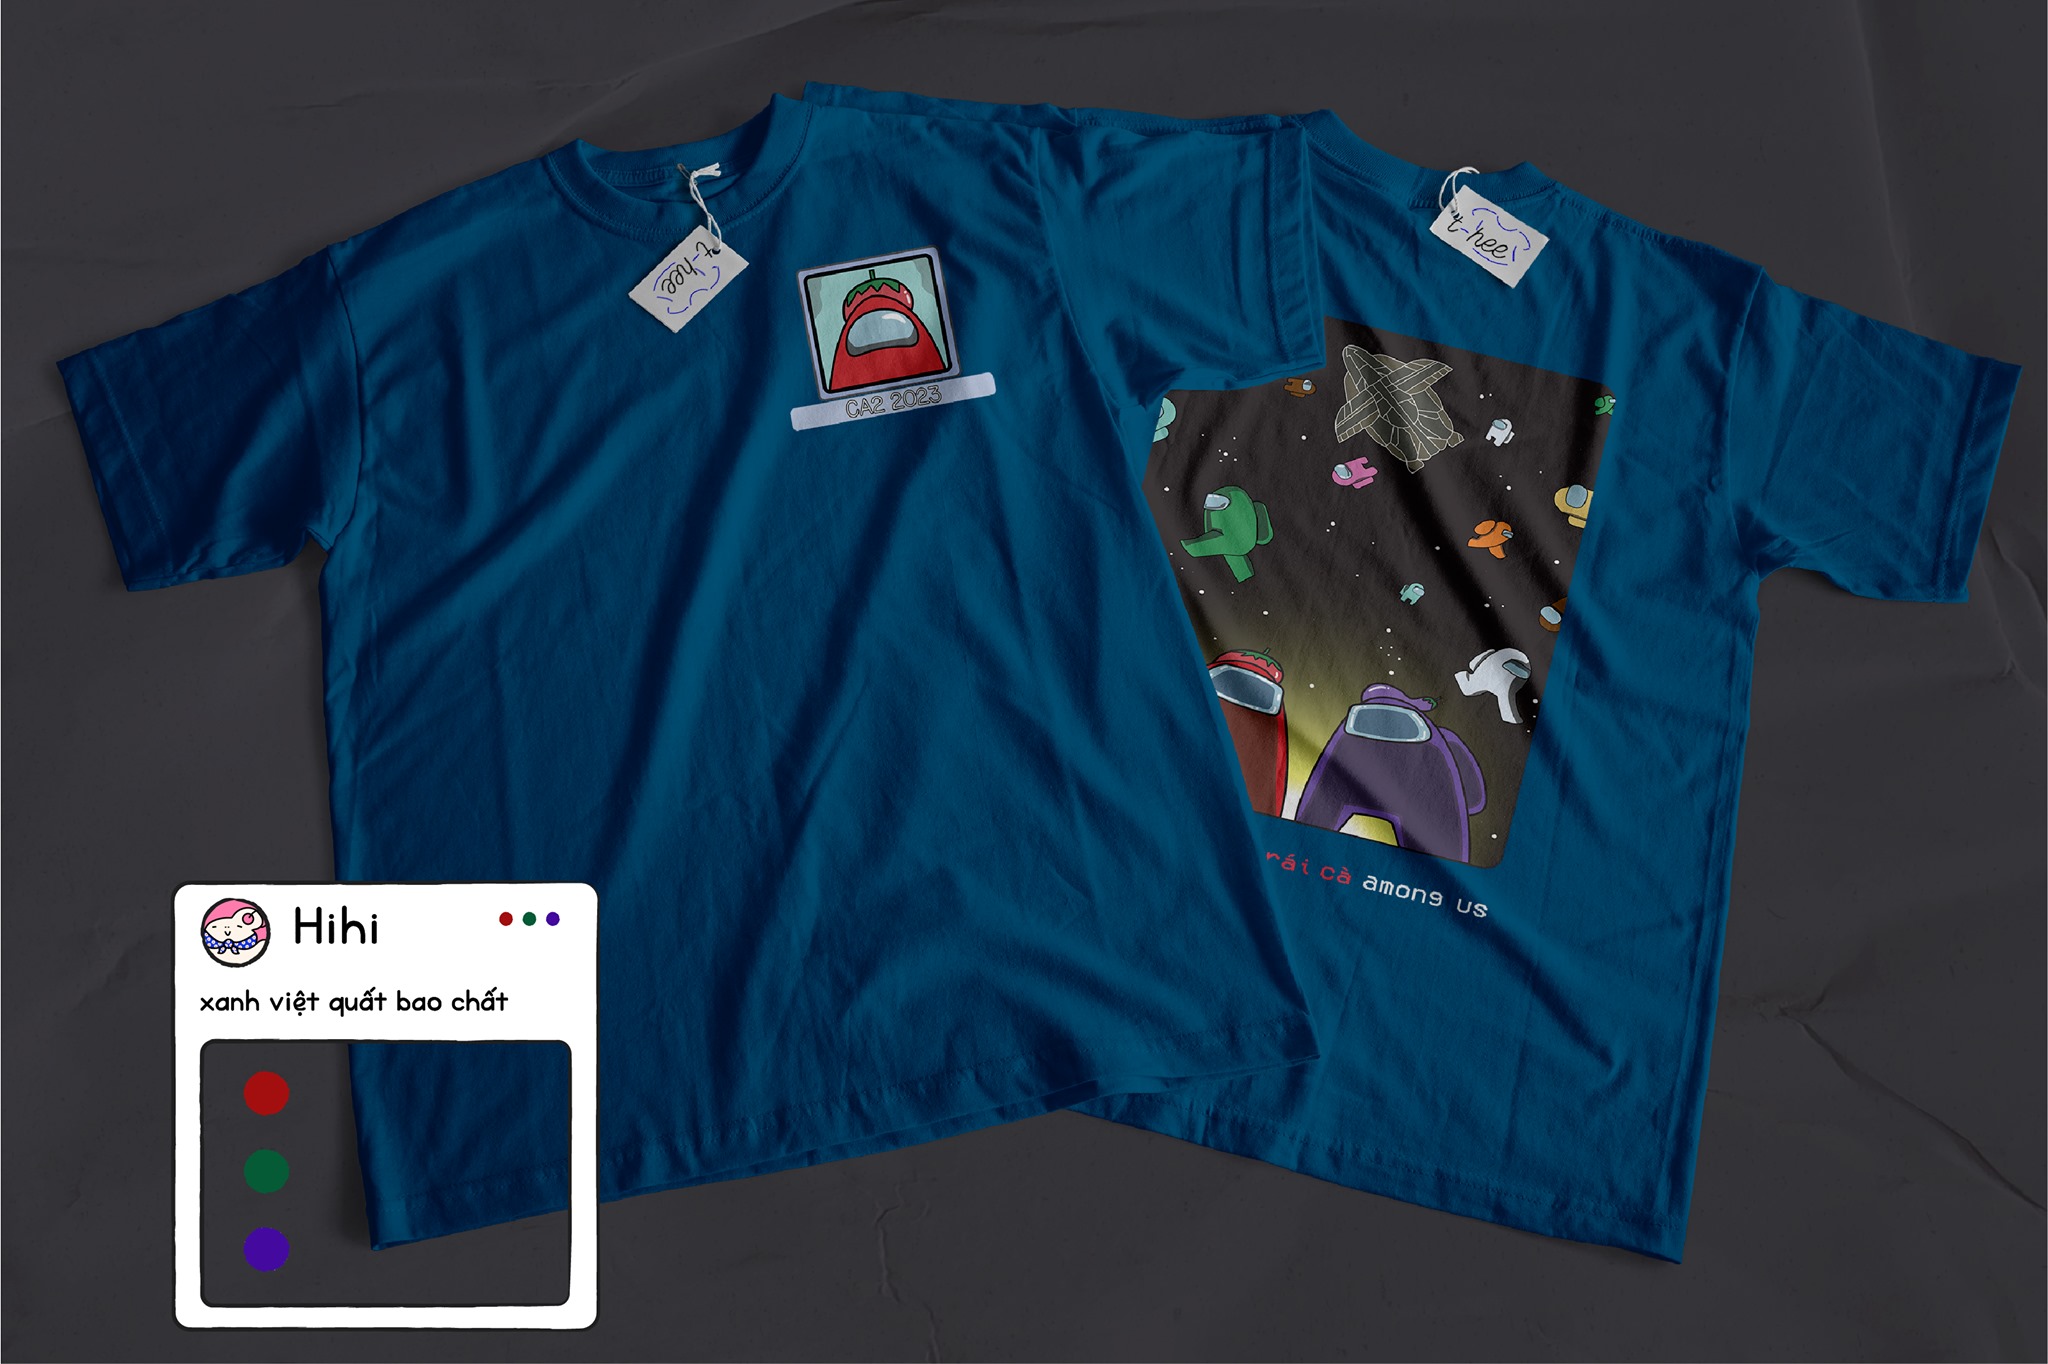 t-hee
t-hee
CA2 2023
rái cà among us
Hihi
xanh việt quất bao chất